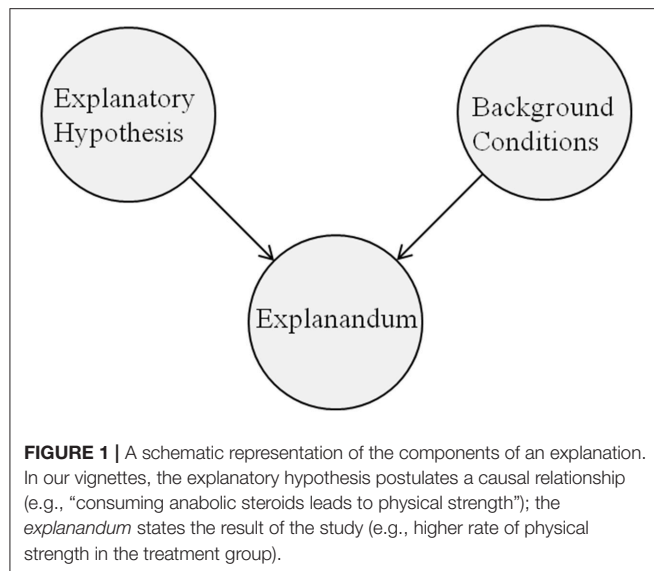 Explanatory
Hypothesis
Background
Conditions
Explanandum
FIGURE 1 | A schematic representation of the components of an explanation.
In our vignettes, the explanatory hypothesis postulates a causal relationship
(e.g., “consuming anabolic steroids leads to physical strength”); the
explanandum states the result of the study (e.g., higher rate of physical
strength in the treatment group).